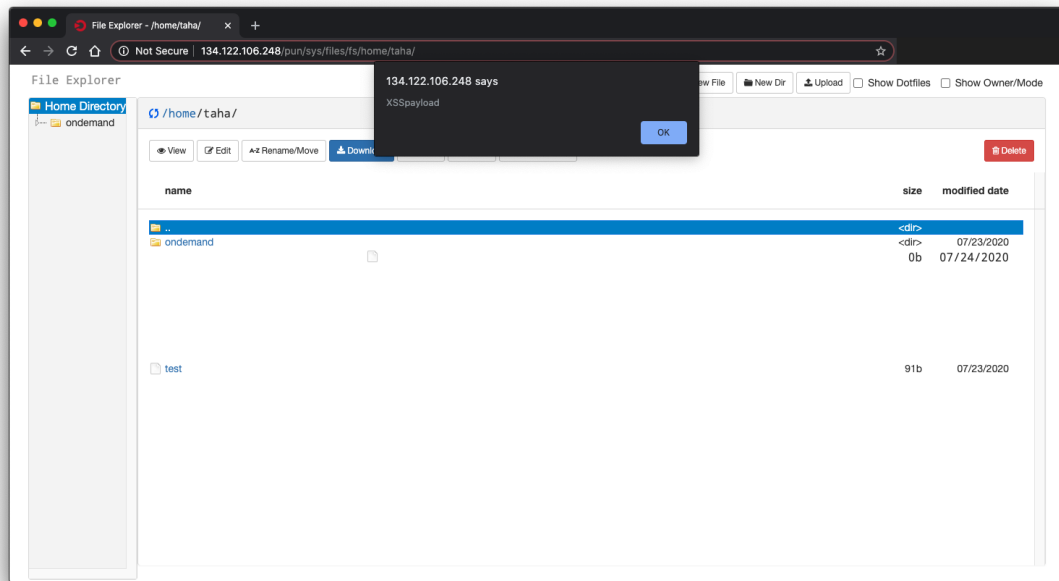 File Explorer - /home/taha/
Not Secure 134.122.106.248/pun/sys/files/fs/home/taha/
134.122.106.248 says
XSSpayload
OK
File Explorer
File
New Dir
Upload
Show Dotfiles
Show Owner/Mode
Home Directory
ondemand
/home/taha/
View
Edit
A-Z Rename/Move
Delete
name size modified date
.. <dir>
ondemand <dir> 07/23/2020
0b 07/24/2020
test 91b 07/23/2020